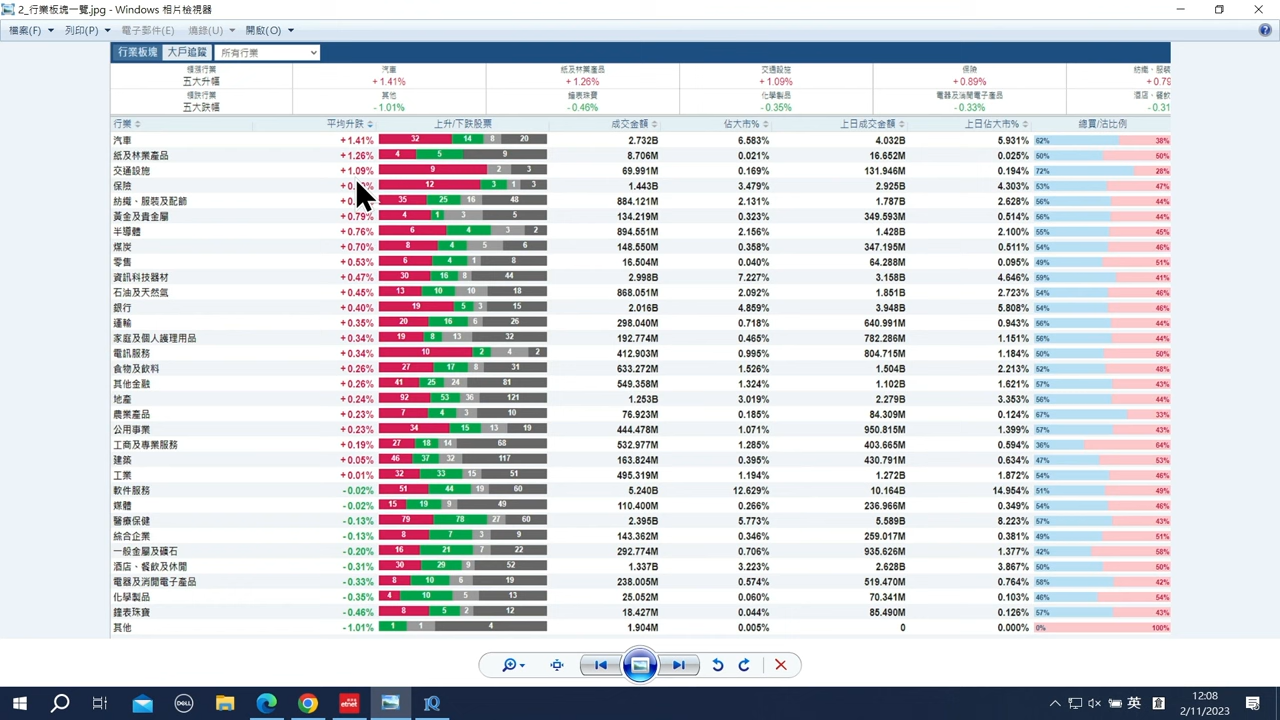 2_行業板塊一覽.jpg - Windows 相片檢視器
檔案(F) 列印(P) 電子郵件(E) 燒錄(U) 開啟(O)
行業板塊 大戶追蹤 所有行業
領漲行業 汽車 紙及林業產品 交通設施 保險 紡織、服裝
五大升幅 +1.41% +1.26% +1.09% +0.89% +0.79
領跌行業 其他 鐘表珠寶 化學製品 電器及消閒電子產品 酒店、餐飲
五大跌幅 -1.01% -0.46% -0.35% -0.33% -0.31
行業 平均升跌 上升/下跌股票 成交金額 佔大市% 上日成交金額 上日佔大市% 總買/沽比例
汽車 +1.41% 32 14 8 20 2.732B 6.583% 4.032B 5.931% 62% 38%
紙及林業產品 +1.26% 4 5 9 8.706M 0.021% 16.652M 0.025% 50% 50%
交通設施 +1.09% 9 2 3 69.991M 0.169% 131.946M 0.194% 72% 28%
保險 12 3 1 3 1.443B 3.479% 2.925B 4.303% 53% 47%
紡織、服裝及配飾 35 25 16 48 884.121M 2.131% 1.787B 2.628% 56% 44%
黃金及貴金屬 +0.79% 4 1 3 5 134.219M 0.323% 349.593M 0.514% 56% 44%
半導體 +0.76% 6 4 3 2 894.551M 2.156% 1.428B 2.100% 55% 45%
煤炭 +0.70% 8 4 5 6 148.550M 0.358% 347.195M 0.511% 54% 46%
零售 +0.53% 6 4 1 8 16.504M 0.040% 64.288M 0.095% 49% 51%
資訊科技器材 +0.47% 30 16 8 44 2.998B 7.227% 3.158B 4.646% 59% 41%
石油及天然氣 +0.45% 13 10 10 18 868.051M 2.092% 1.851B 2.723% 54% 46%
銀行 +0.40% 19 5 3 15 2.016B 4.859% 3.948B 5.808% 54% 46%
運輸 +0.35% 20 16 6 26 298.040M 0.718% 640.991M 0.943% 56% 44%
家庭及個人護理用品 +0.34% 19 8 13 32 192.774M 0.465% 782.286M 1.151% 56% 44%
電訊服務 +0.34% 10 2 4 2 412.903M 0.995% 804.715M 1.184% 50% 50%
食物及飲料 +0.26% 27 17 8 31 633.272M 1.526% 1.504B 2.213% 52% 48%
其他金融 +0.26% 41 25 24 81 549.358M 1.324% 1.102B 1.621% 57% 43%
地產 +0.24% 92 53 36 121 1.253B 3.019% 2.279B 3.353% 56% 44%
農業產品 +0.23% 7 4 3 10 76.923M 0.185% 84.309M 0.124% 67% 33%
公用事業 +0.23% 34 15 13 19 444.478M 1.071% 950.815M 1.399% 57% 43%
工商及專業服務 +0.19% 27 18 14 68 532.977M 1.285% 403.665M 0.594% 36% 64%
建築 +0.05% 46 37 32 117 163.824M 0.395% 430.791M 0.634% 47% 53%
工業 +0.01% 32 33 15 51 495.319M 1.194% 1.272B 1.872% 54% 46%
軟件服務 -0.02% 51 44 19 60 5.240B 12.629% 10.164B 14.954% 51% 49%
媒體 -0.02% 15 19 9 49 110.400M 0.266% 236.966M 0.349% 54% 46%
醫療保健 -0.13% 79 78 27 60 2.395B 5.773% 5.589B 8.223% 57% 43%
綜合企業 -0.13% 8 7 3 9 143.362M 0.346% 259.017M 0.381% 49% 51%
一般金屬及礦石 -0.20% 16 21 7 22 292.774M 0.706% 935.626M 1.377% 42% 58%
酒店、餐飲及休閒 -0.31% 30 29 9 52 1.337B 3.223% 2.628B 3.867% 50% 50%
電器及消閒電子產品 -0.33% 8 10 6 19 238.005M 0.574% 519.470M 0.764% 58% 42%
化學製品 -0.35% 4 10 5 13 25.052M 0.060% 70.341M 0.103% 46% 54%
鐘表珠寶 -0.46% 8 5 2 12 18.427M 0.044% 85.490M 0.126% 57% 43%
其他 -1.01% 1 1 4 1.904M 0.005% 0 0.000% 0% 100%
DELL etnet IQ 英 倉 12:08
2/11/2023